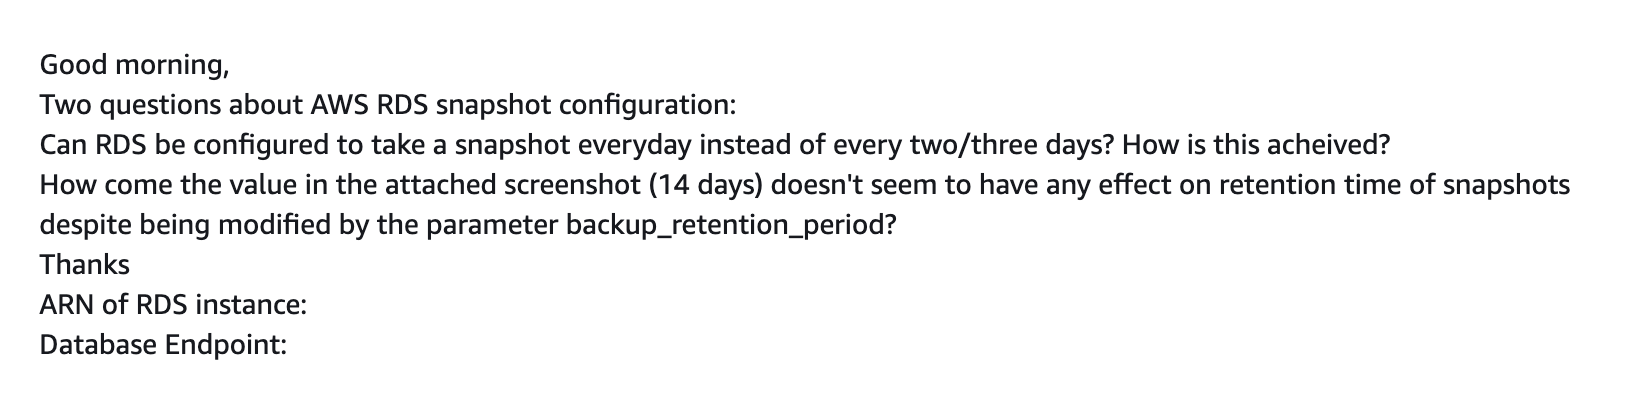 Good morning,
Two questions about AWS RDS snapshot configuration:
Can RDS be configured to take a snapshot everyday instead of every two/three days? How is this acheived?
How come the value in the attached screenshot (14 days) doesn't seem to have any effect on retention time of snapshots
despite being modified by the parameter backup_retention_period?
Thanks
ARN of RDS instance:
Database Endpoint: